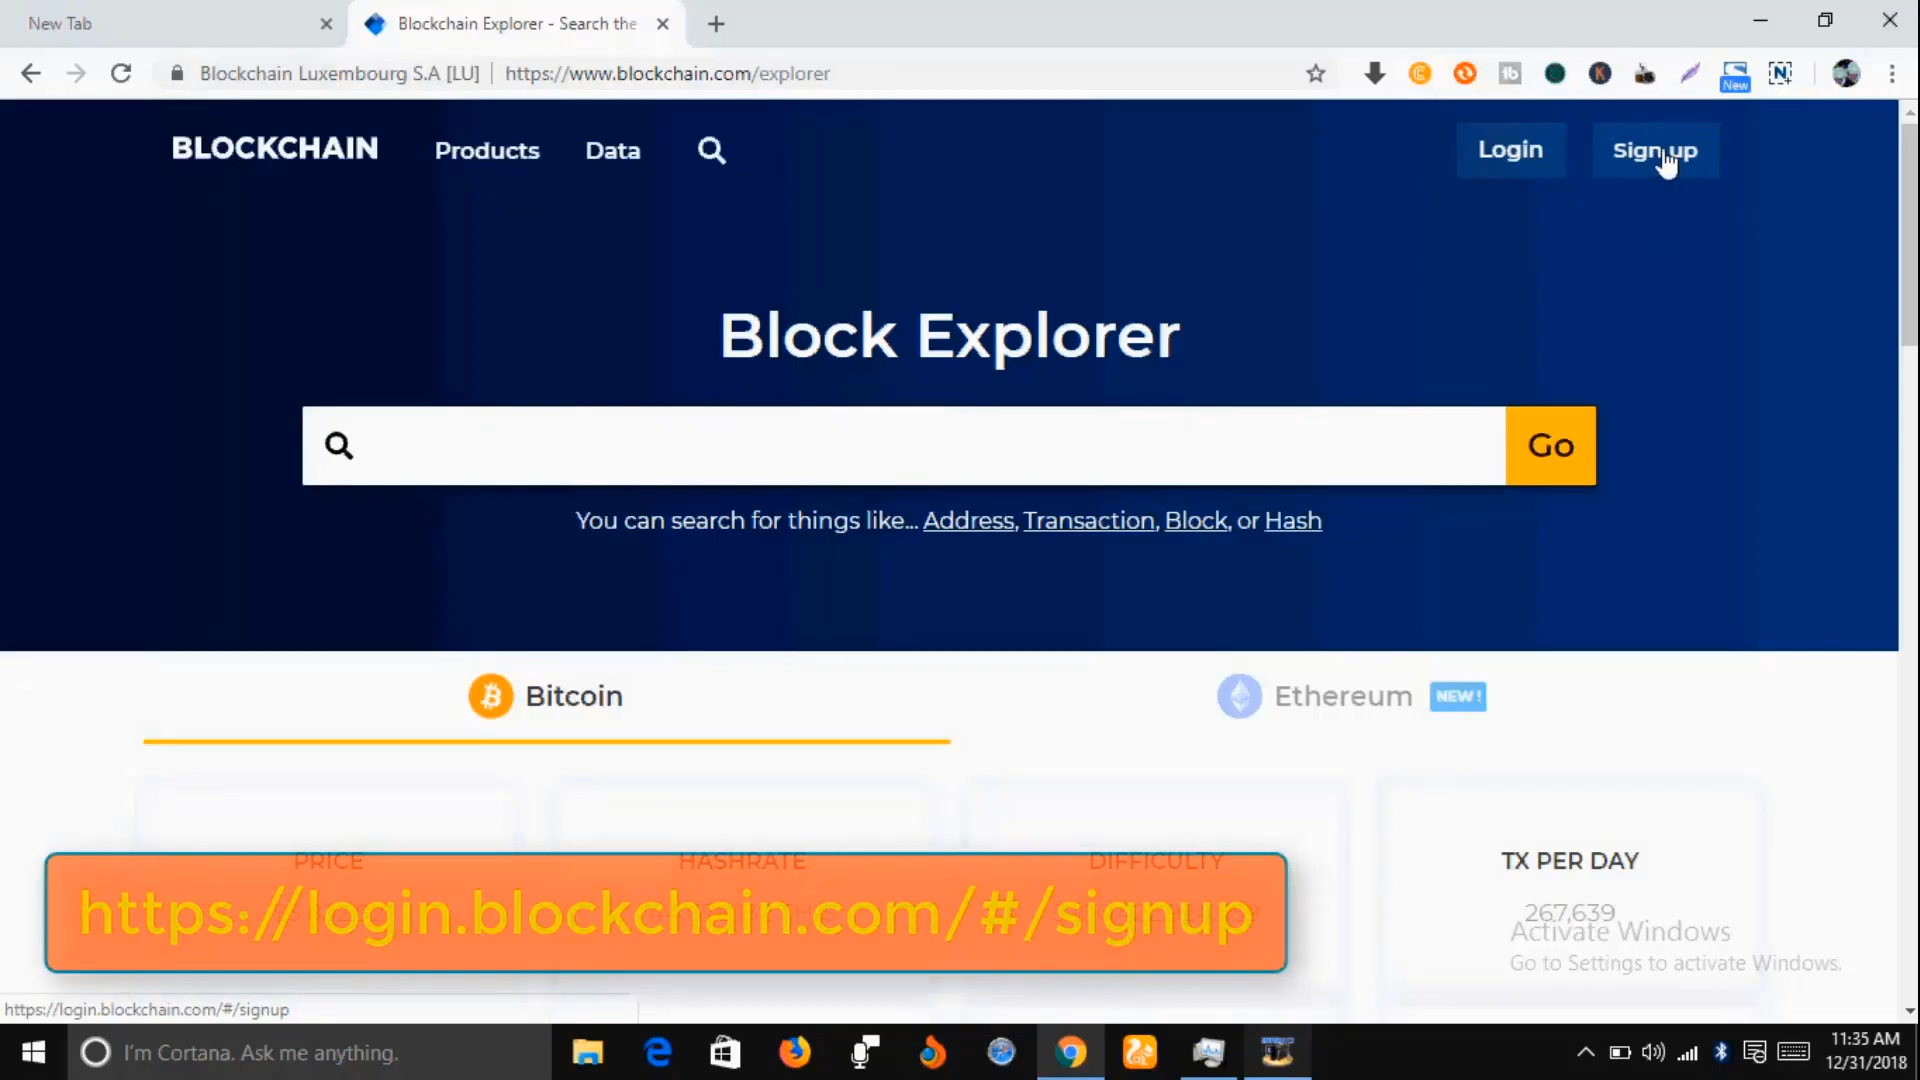 New Tab
Blockchain Explorer - Search the
Blockchain Luxembourg S.A [LU]
https://www.blockchain.com/explorer
New
BLOCKCHAIN
Products
Data
Login
Sign up
Block Explorer
Go
You can search for things like... Address, Transaction, Block, or Hash
Bitcoin
Ethereum
NEW !
PRICE
HASHRATE
DIFFICULTY
TX PER DAY
267,639
https://login.blockchain.com/#/signup
Activate Windows
Go to Settings to activate Windows.
https://login.blockchain.com/#/signup
I'm Cortana. Ask me anything.
11:35 AM
12/31/2018